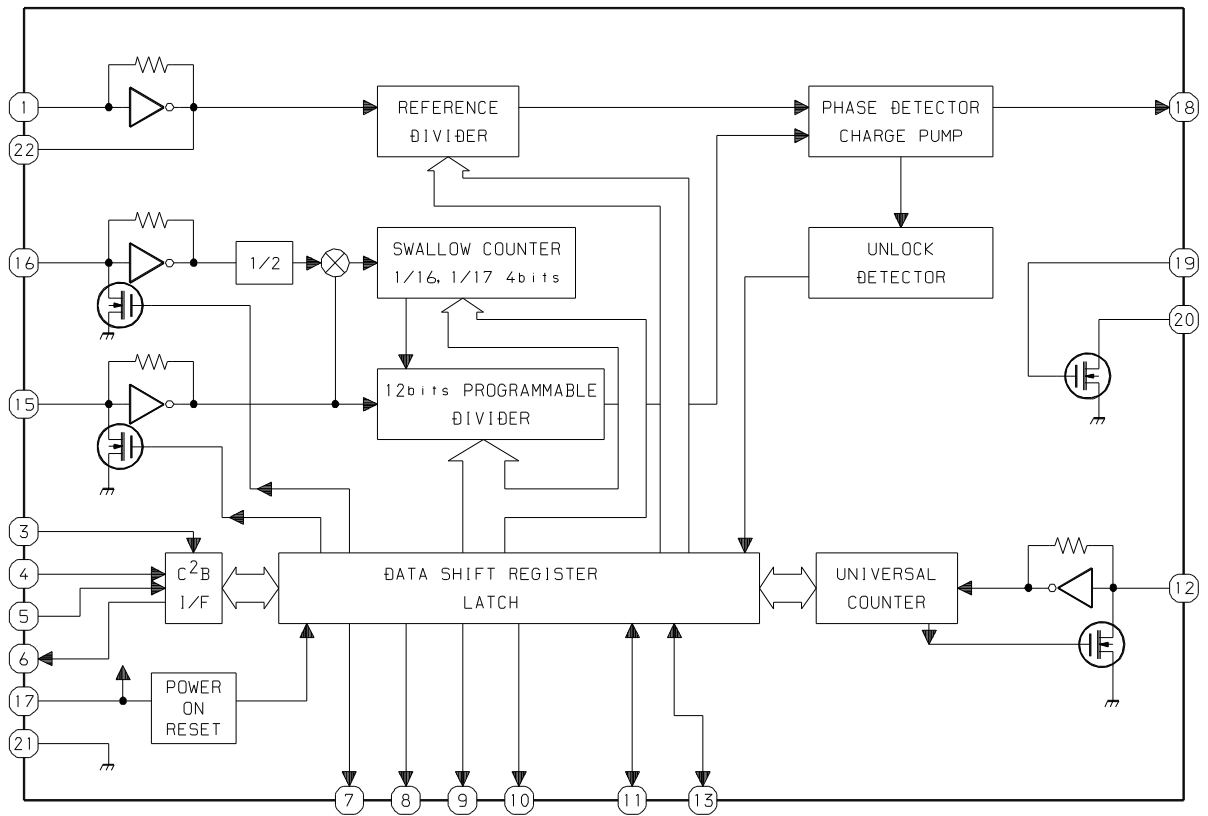 1
REFERENCE
DIVIDER
PHASE DETECTOR
CHARGE PUMP
18
22
16
1/2
SWALLOW COUNTER
1/16, 1/17 4bits
UNLOCK
DETECTOR
19
20
15
12bits PROGRAMMABLE
DIVIDER
3
4
5
6
C²B
I/F
DATA SHIFT REGISTER
LATCH
UNIVERSAL
COUNTER
12
17
POWER
ON
RESET
21
7
8
9
10
11
13